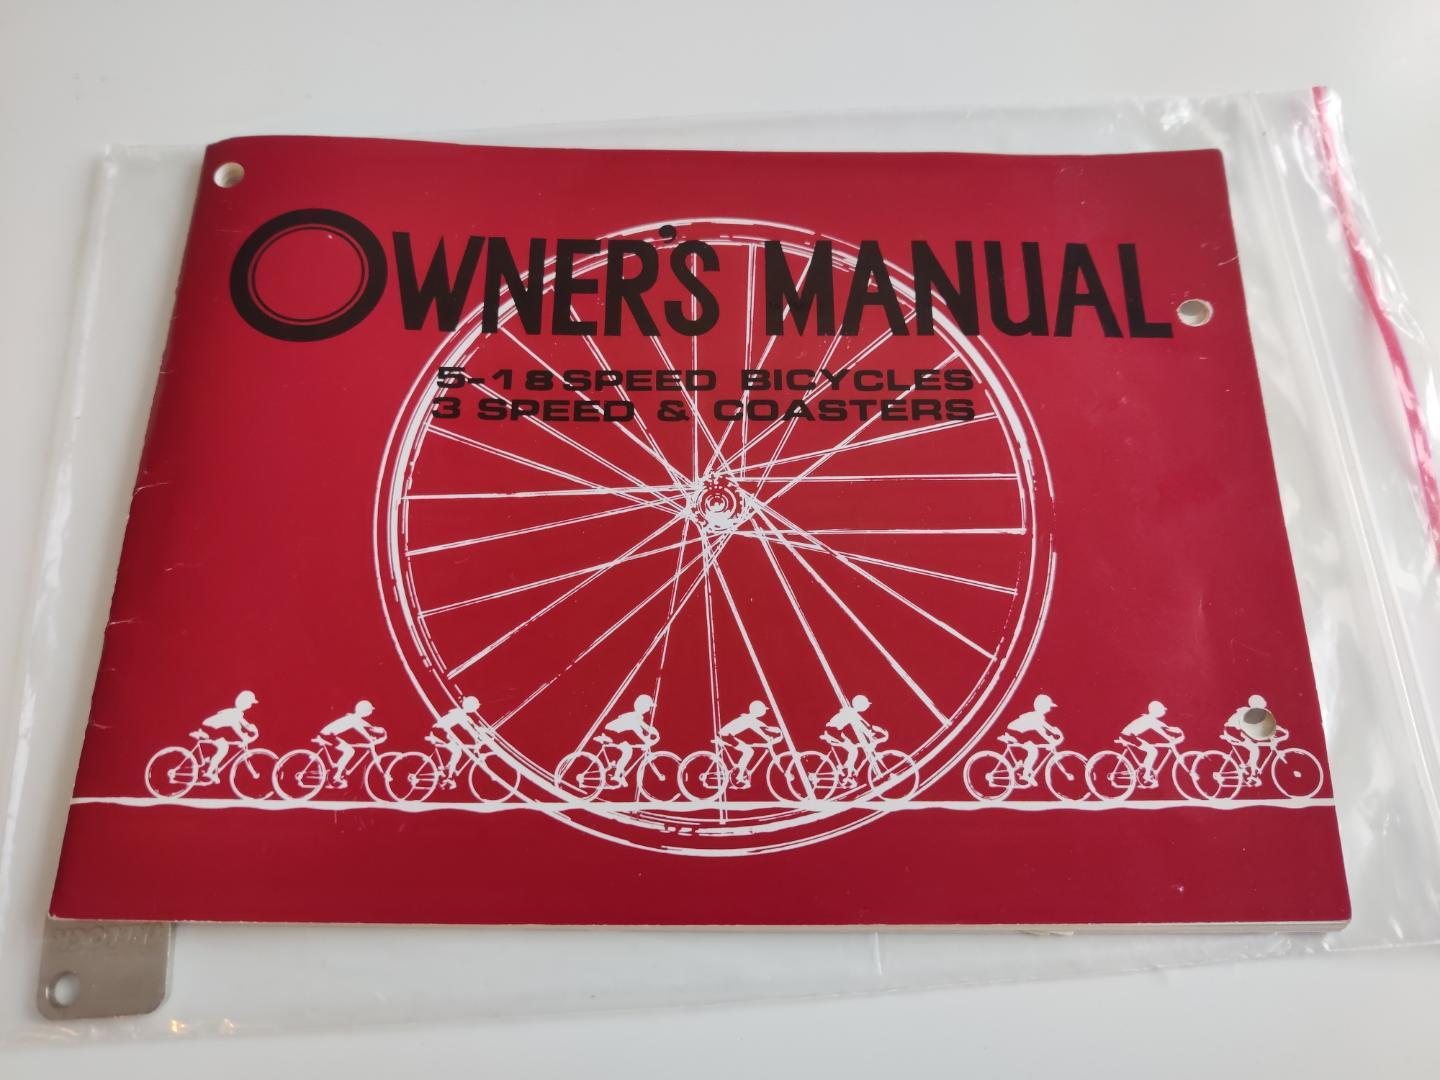 OWNER'S MANUAL
5-18 SPEED BICYCLES
3 SPEED & COASTERS